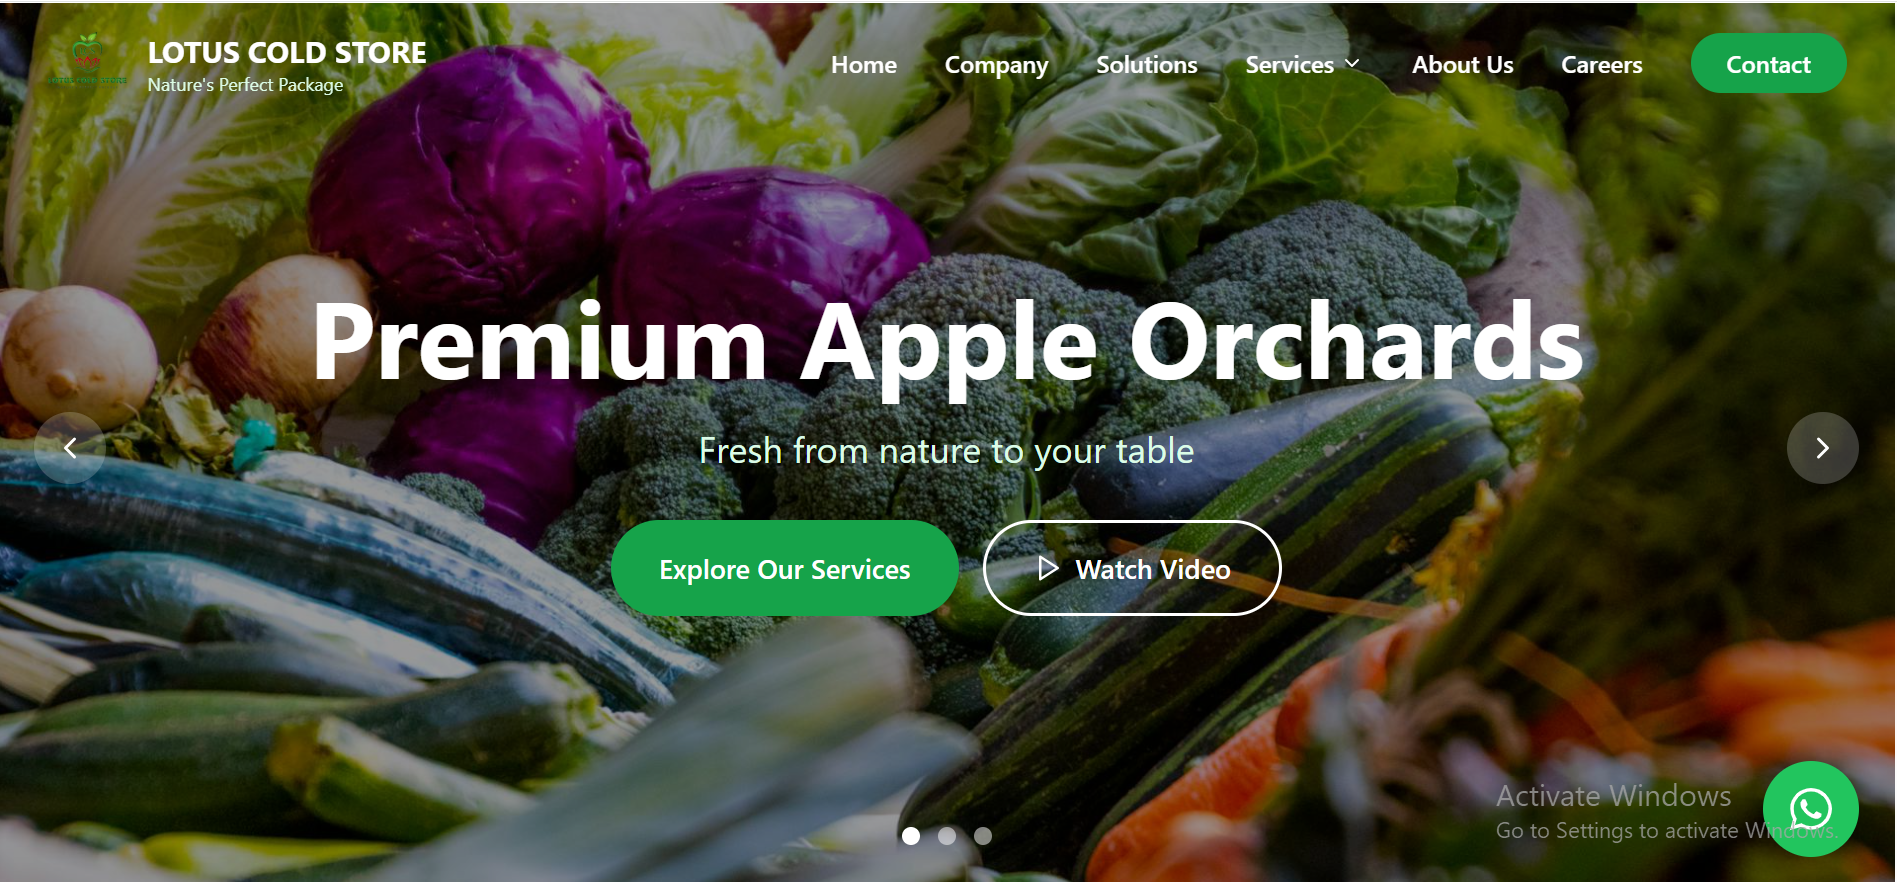 LOTUS COLD STORE
Nature's Perfect Package
Home Company Solutions Services About Us Careers Contact
Premium Apple Orchards
Fresh from nature to your table
Explore Our Services Watch Video
Activate Windows
Go to Settings to activate Windows.